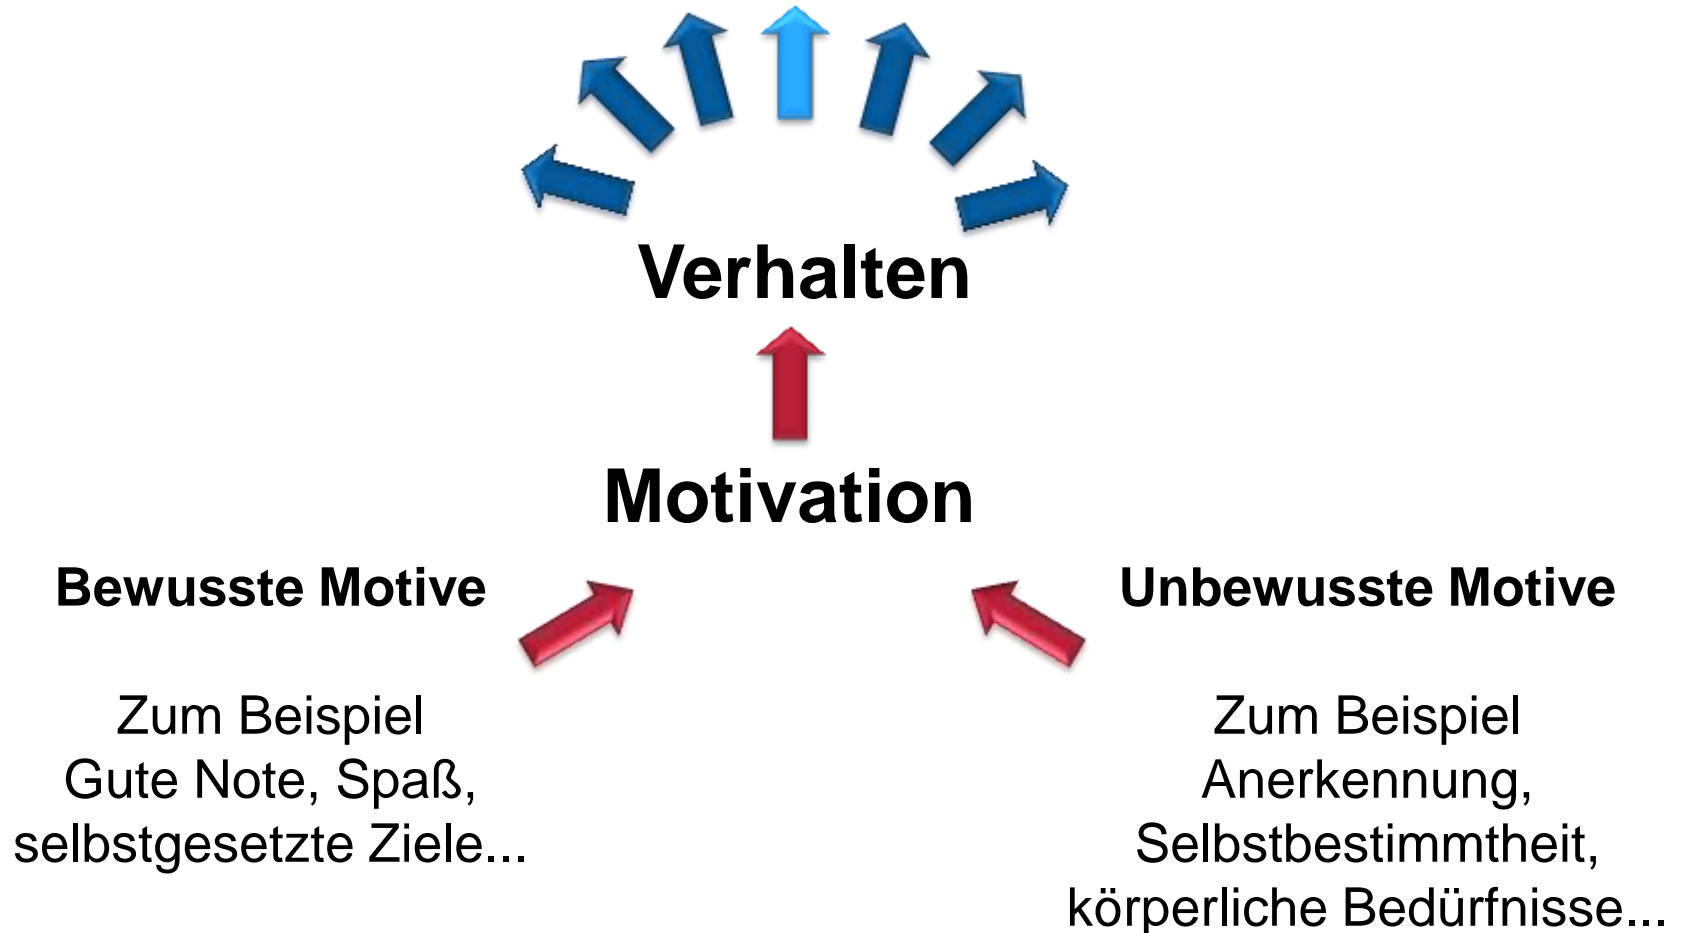 Verhalten
Motivation
Bewusste Motive
Zum Beispiel
Gute Note, Spaß,
selbstgesetzte Ziele...
Unbewusste Motive
Zum Beispiel
Anerkennung,
Selbstbestimmtheit,
körperliche Bedürfnisse...